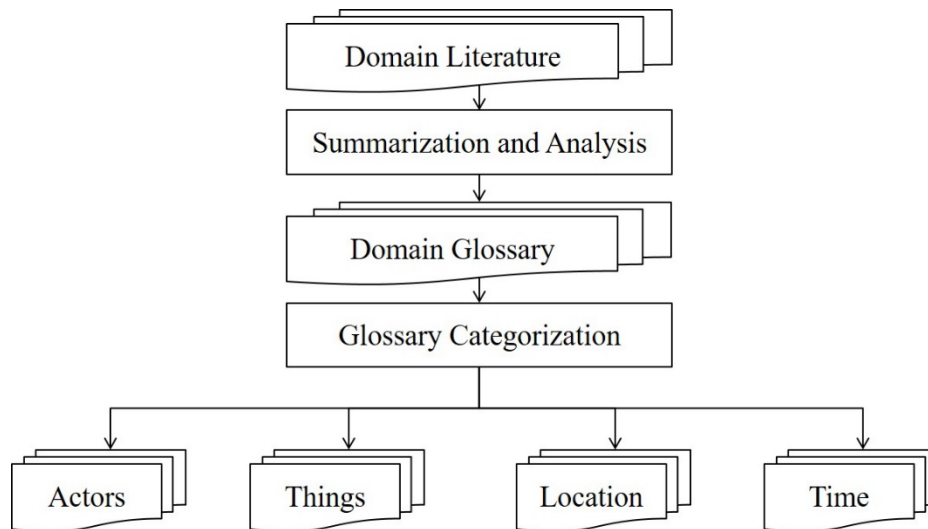 Domain Literature
Summarization and Analysis
Domain Glossary
Glossary Categorization
Actors
Things
Location
Time